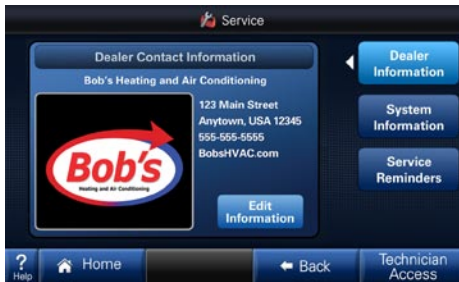 Service
Dealer Contact Information
Bob's Heating and Air Conditioning
Bob's
Heating and Air Conditioning
123 Main Street
Anytown, USA 12345
555-555-5555
BobsHVAC.com
Edit
Information
Dealer
Information
System
Information
Service
Reminders
?
Help
Home
Back
Technician
Access